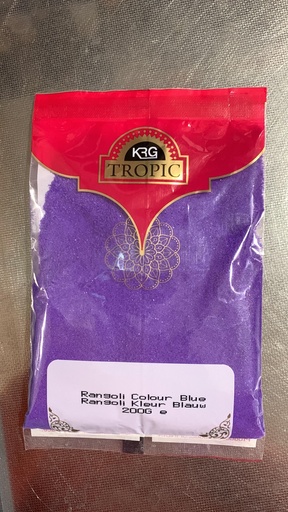 KRG
TROPIC
Rangoli Colour Blue
Rangoli Kleur Blauw
200G e